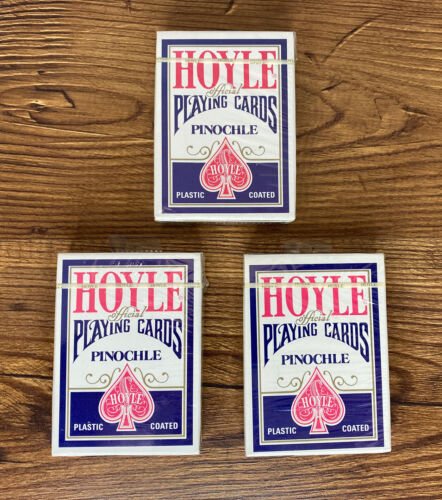 HOYLE
official
PLAYING CARDS
PINOCHLE
HOYLE
PLASTIC COATED
HOYLE
official
PLAYING CARDS
PINOCHLE
HOYLE
PLASTIC COATED
HOYLE
official
PLAYING CARDS
PINOCHLE
HOYLE
PLASTIC COATED